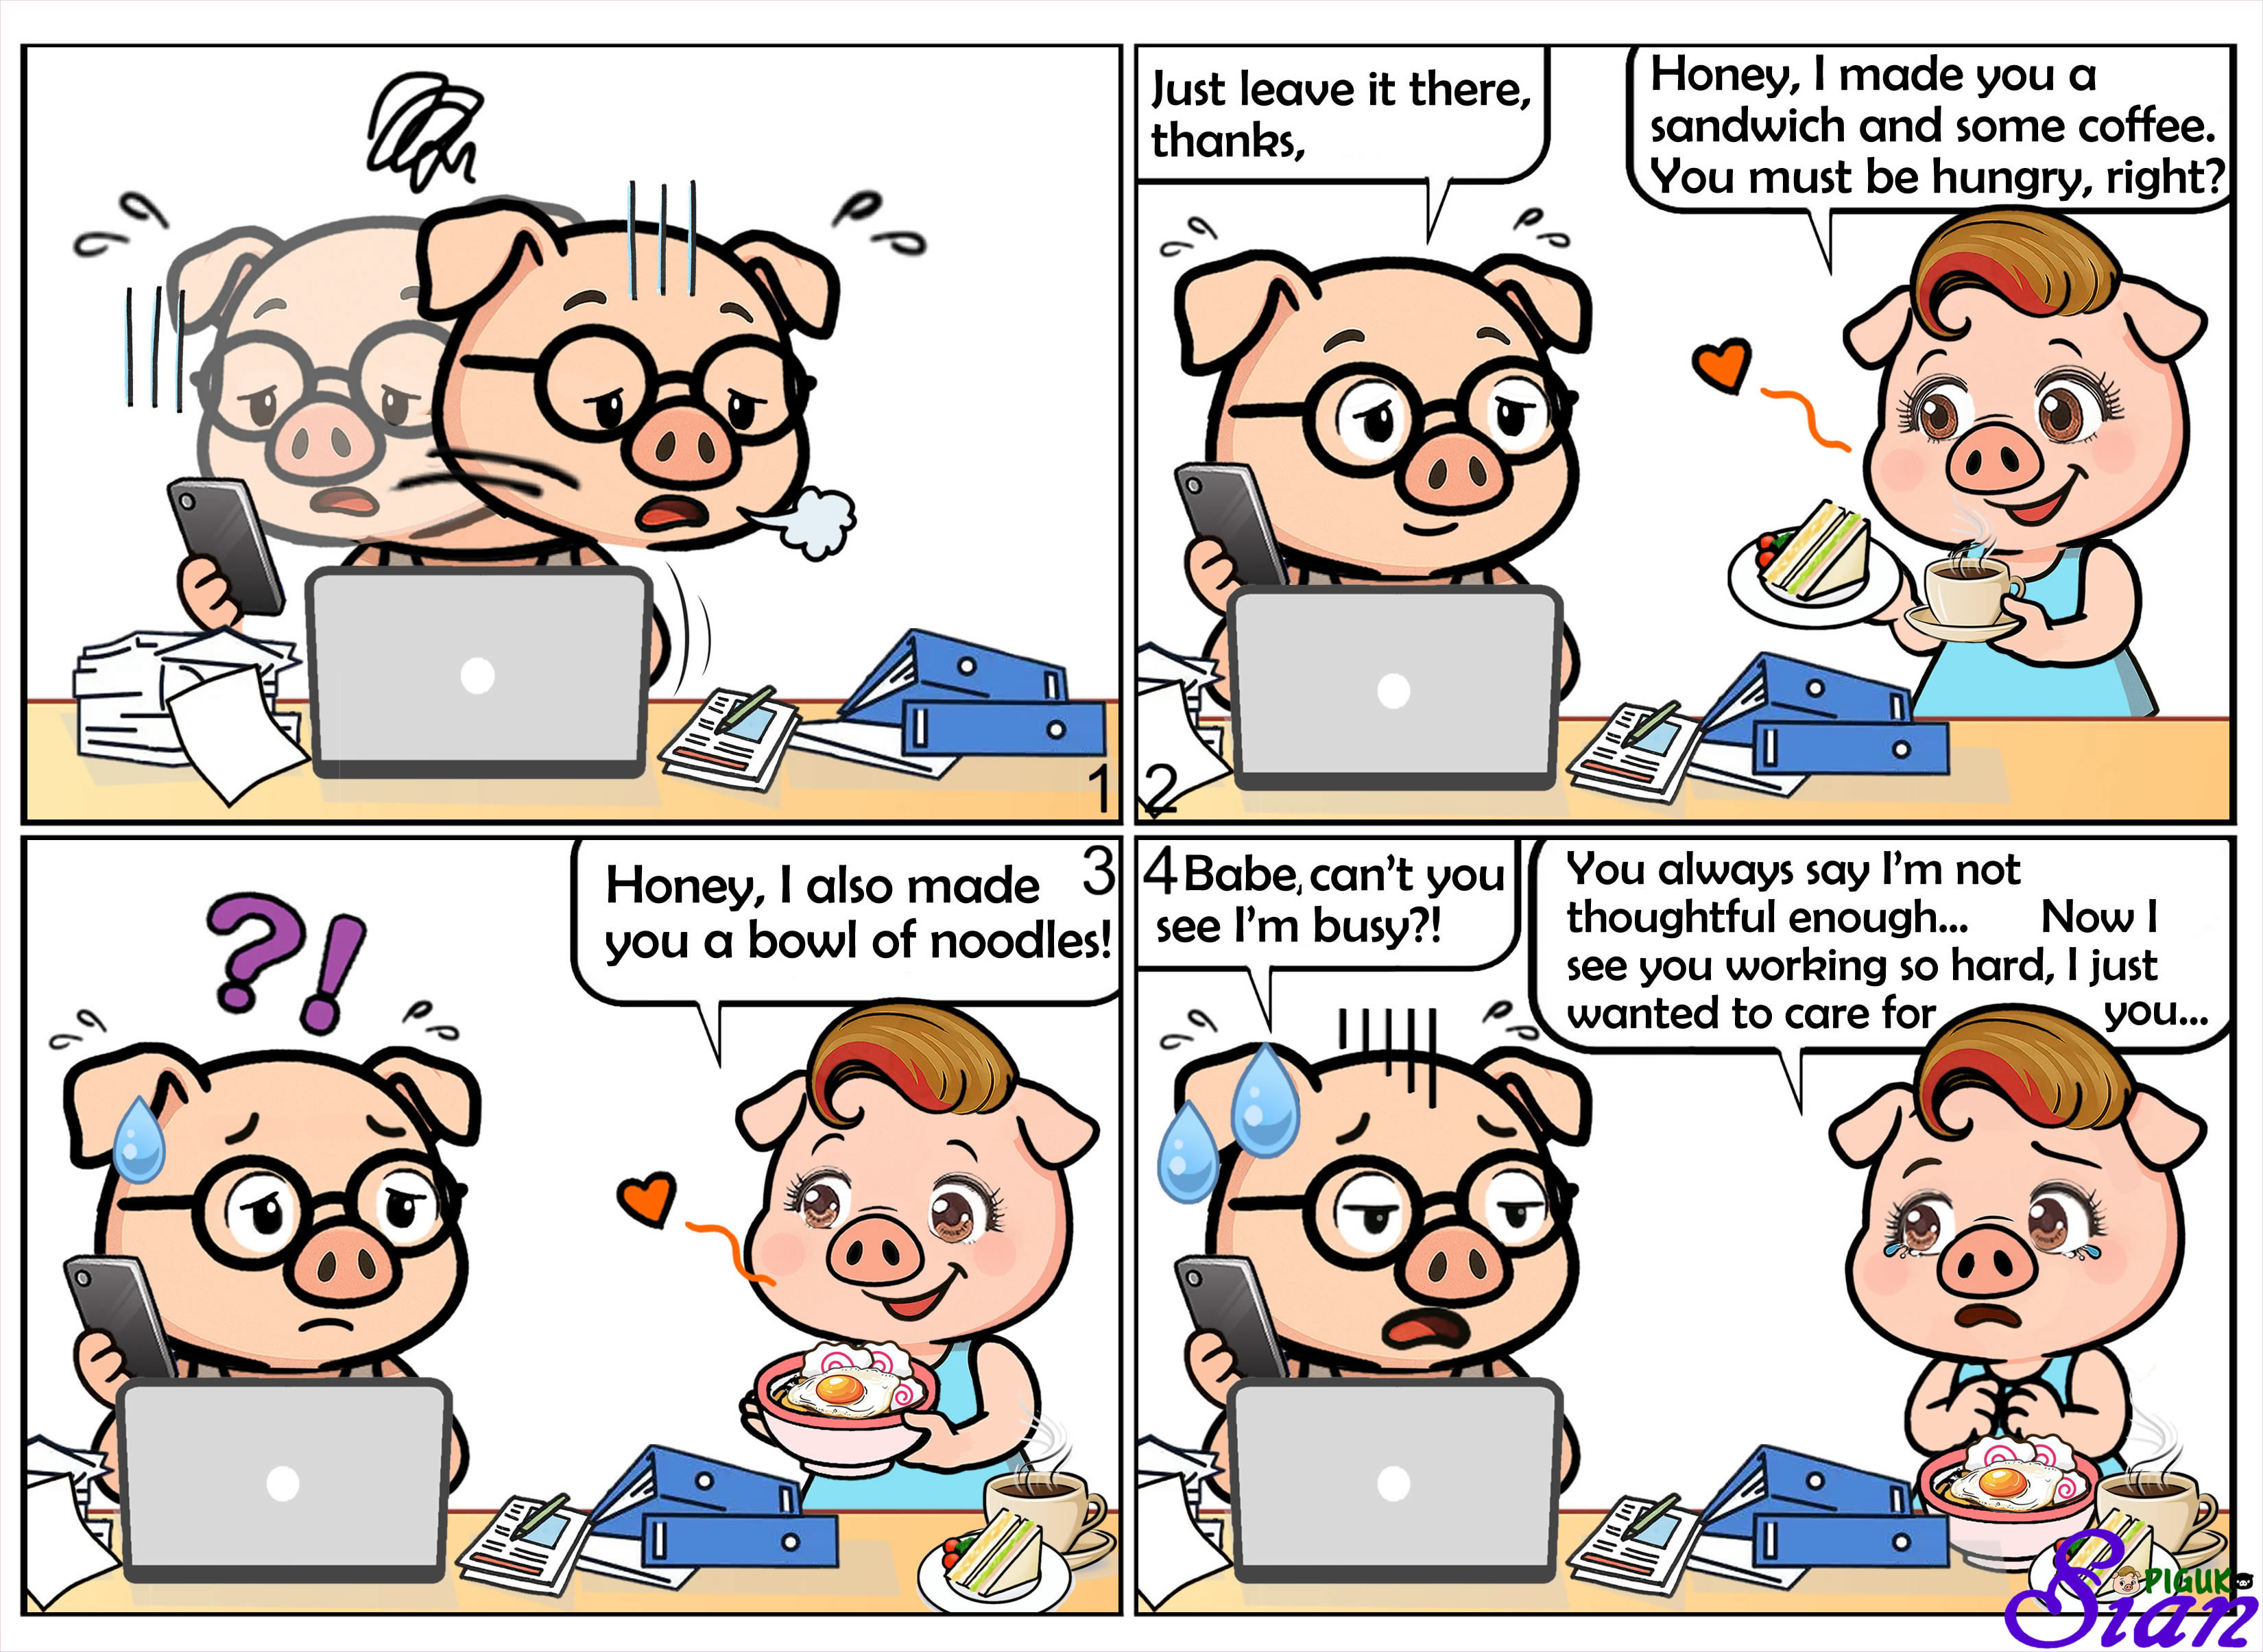 1
Just leave it there,
thanks,
Honey, I made you a
sandwich and some coffee.
You must be hungry, right?
2
Honey, I also made
you a bowl of noodles!
3
4
Babe, can't you
see I'm busy?!
You always say I'm not
thoughtful enough... Now I
see you working so hard, I just
wanted to care for you...
PIGUK
Sian